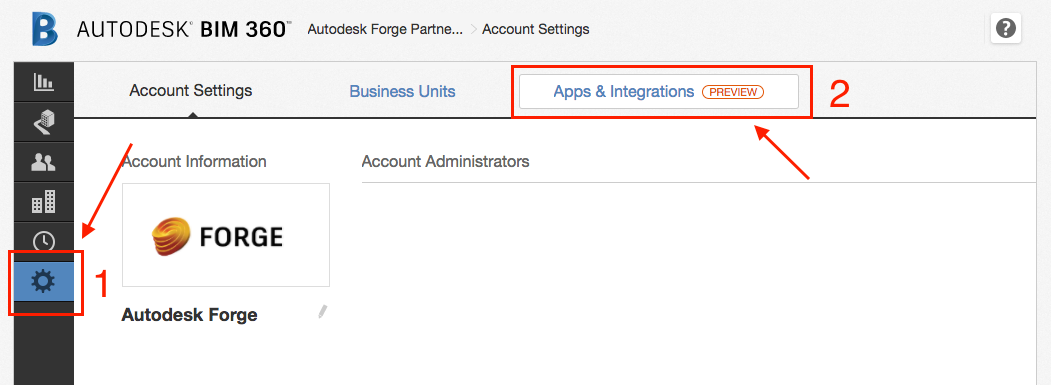 AUTODESK® BIM 360™ Autodesk Forge Partne... Account Settings
Account Settings Business Units Apps & Integrations PREVIEW 2
Account Information Account Administrators
FORGE
1
Autodesk Forge